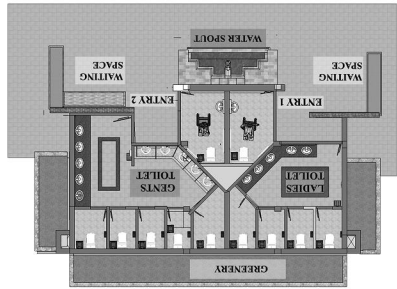 GREENERY
LADIES
TOILET
GENTS
TOILET
ENTRY 1
ENTRY 2
WAITING
SPACE
WAITING
SPACE
WATER SPOUT